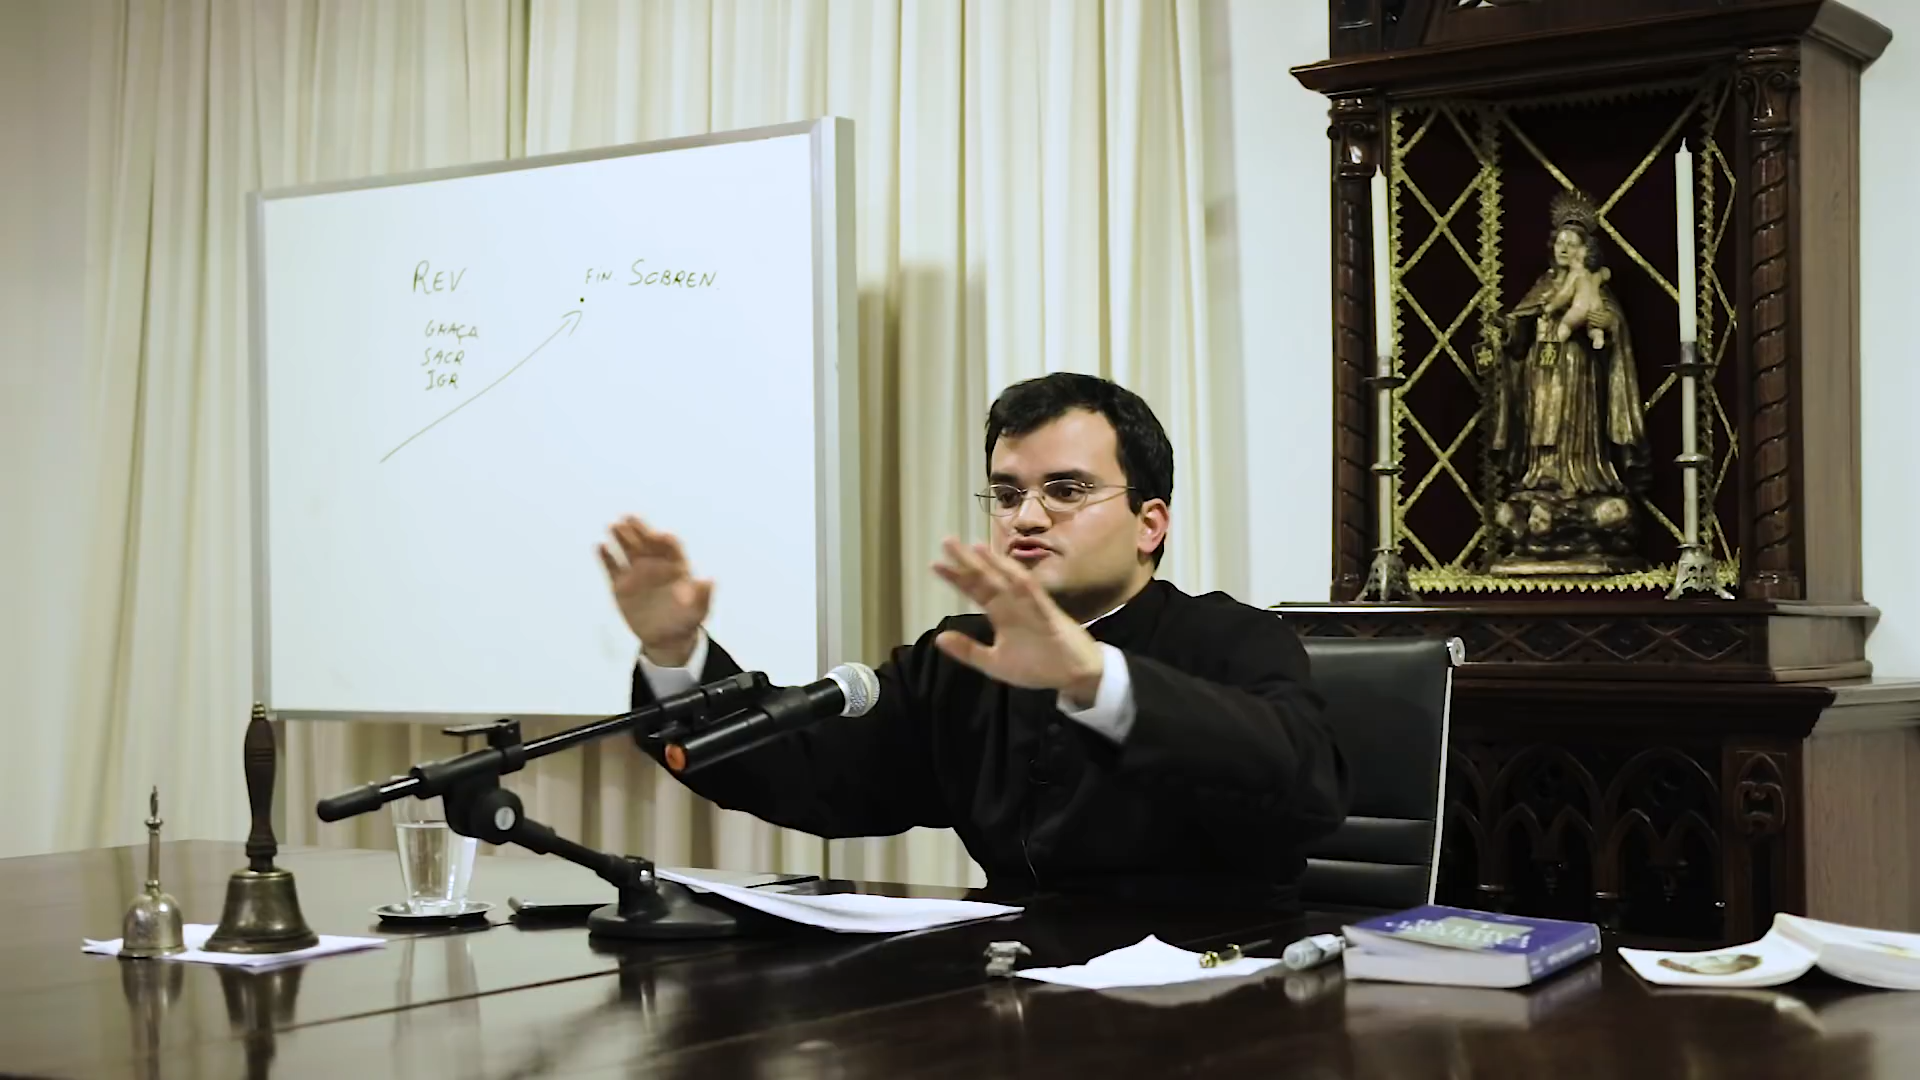 REV
FIN. SOBREN.
GRAÇA
SACR
IGR